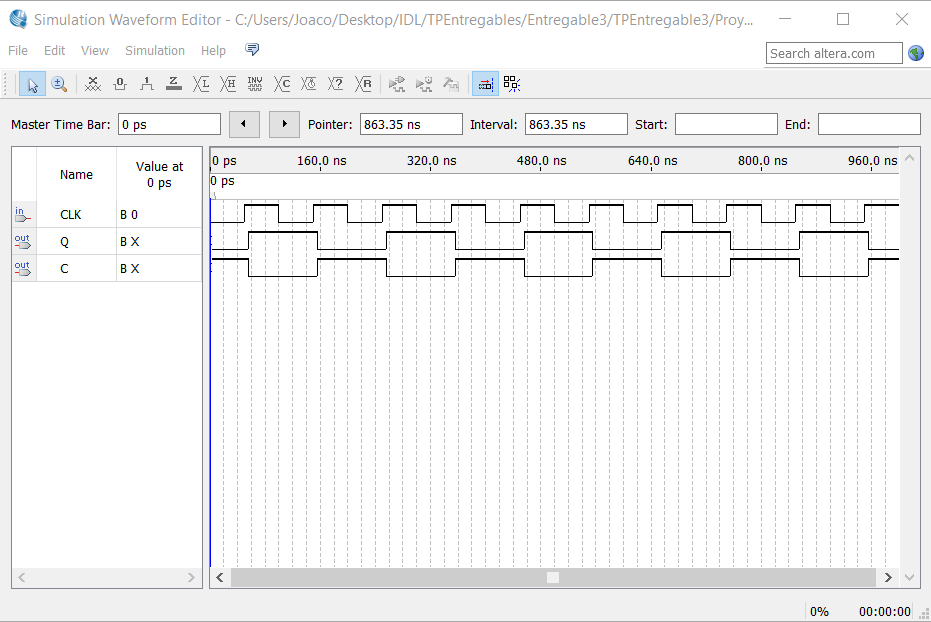 Simulation Waveform Editor - C:/Users/Joaco/Desktop/IDL/TPEntregables/Entregable3/TPEntregable3/Proy...
File Edit View Simulation Help
Search altera.com
Master Time Bar: 0 ps Pointer: 863.35 ns Interval: 863.35 ns Start: End:
Name Value at 0 ps
0 ps 160.0 ns 320.0 ns 480.0 ns 640.0 ns 800.0 ns 960.0 ns
0 ps
in CLK B 0
out Q B X
out C B X
0% 00:00:00